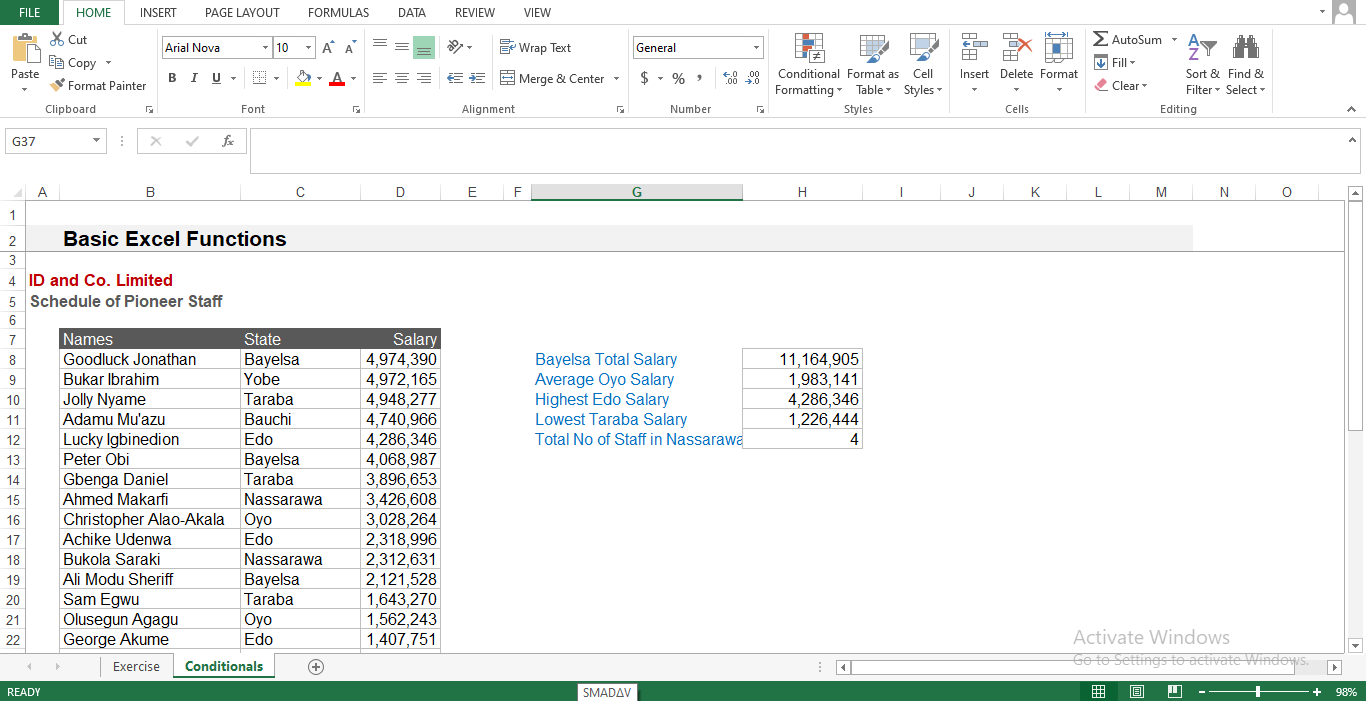 FILE HOME INSERT PAGE LAYOUT FORMULAS DATA REVIEW VIEW
Cut
Copy
Format Painter
Paste
Clipboard
Arial Nova 10 A A
B I U A
Font
Wrap Text
Merge & Center
Alignment
General
$ % ,
Number
Conditional Formatting
Format as Table
Cell Styles
Styles
Insert Delete Format
Cells
AutoSum
Fill
Clear
Sort & Filter
Find & Select
Editing
G37 fx
A B C D E F G H I J K L M N O
1
2 Basic Excel Functions
3
4 ID and Co. Limited
5 Schedule of Pioneer Staff
6
7 Names State Salary
8 Goodluck Jonathan Bayelsa 4,974,390 Bayelsa Total Salary 11,164,905
9 Bukar Ibrahim Yobe 4,972,165 Average Oyo Salary 1,983,141
10 Jolly Nyame Taraba 4,948,277 Highest Edo Salary 4,286,346
11 Adamu Mu'azu Bauchi 4,740,966 Lowest Taraba Salary 1,226,444
12 Lucky Igbinedion Edo 4,286,346 Total No of Staff in Nassarawa 4
13 Peter Obi Bayelsa 4,068,987
14 Gbenga Daniel Taraba 3,896,653
15 Ahmed Makarfi Nassarawa 3,426,608
16 Christopher Alao-Akala Oyo 3,028,264
17 Achike Udenwa Edo 2,318,996
18 Bukola Saraki Nassarawa 2,312,631
19 Ali Modu Sheriff Bayelsa 2,121,528
20 Sam Egwu Taraba 1,643,270
21 Olusegun Agagu Oyo 1,562,243
22 George Akume Edo 1,407,751
Activate Windows
Go to Settings to activate Windows.
Exercise Conditionals
READY SMADΔV 98%